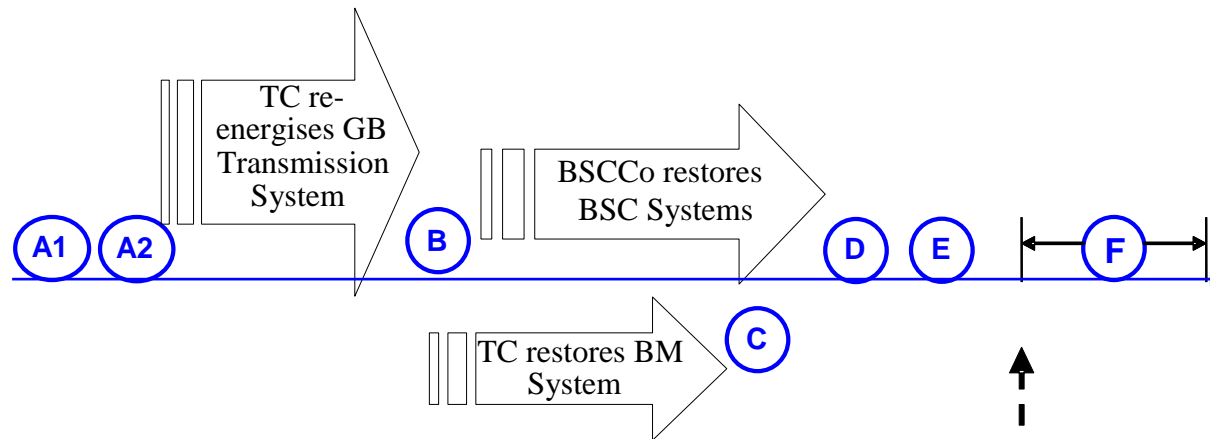 TC re-
energises GB
Transmission
System
BSCCo restores
BSC Systems
A1
A2
B
D
E
F
TC restores BM
System
C